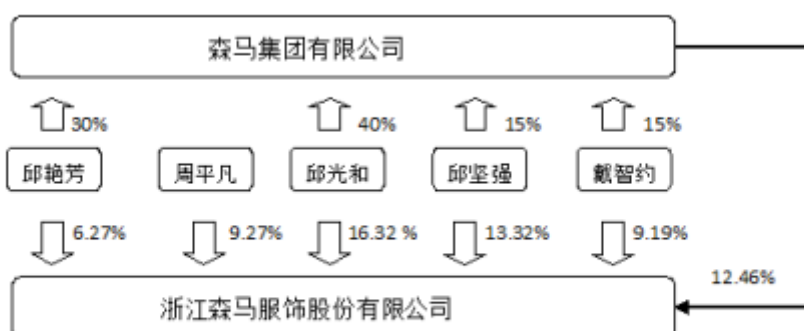 森马集团有限公司
30%
40%
15%
15%
邱艳芳
周平凡
邱光和
邱坚强
戴智约
6.27%
9.27%
16.32 %
13.32%
9.19%
12.46%
浙江森马服饰股份有限公司